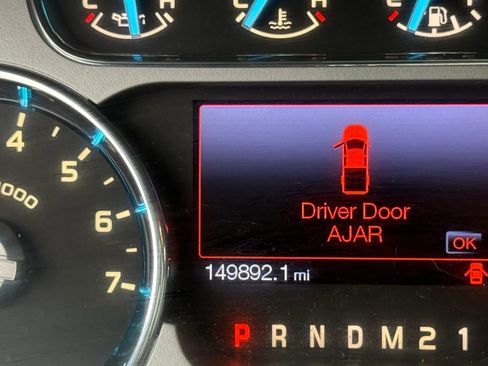 C H C H E F
4
5
6
7
000
Driver Door
AJAR
OK
149892.1 mi
P R N D M 2 1